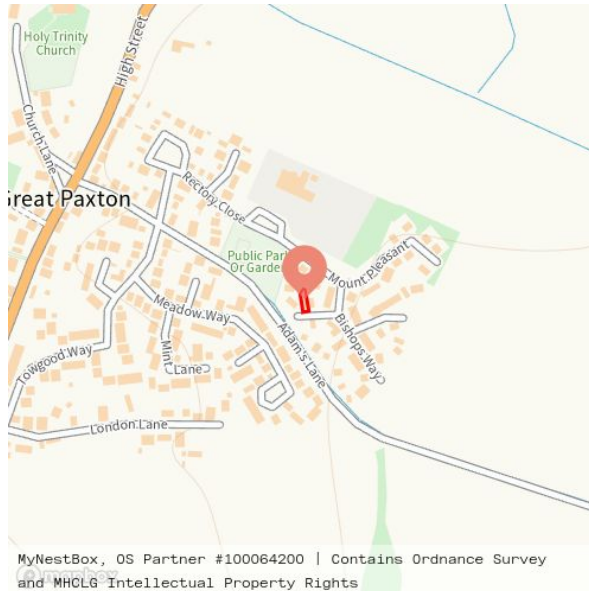 Holy Trinity
Church
High Street
Church Lane
Great Paxton
Rectory Close
Public Park
Or Garden
Mount Pleasant
Meadow Way
Adam's Lane
Bishops Way
Towgood Way
Mint Lane
London Lane
MyNestBox, OS Partner #100064200 | Contains Ordnance Survey
and MHCLG Intellectual Property Rights
mapbox